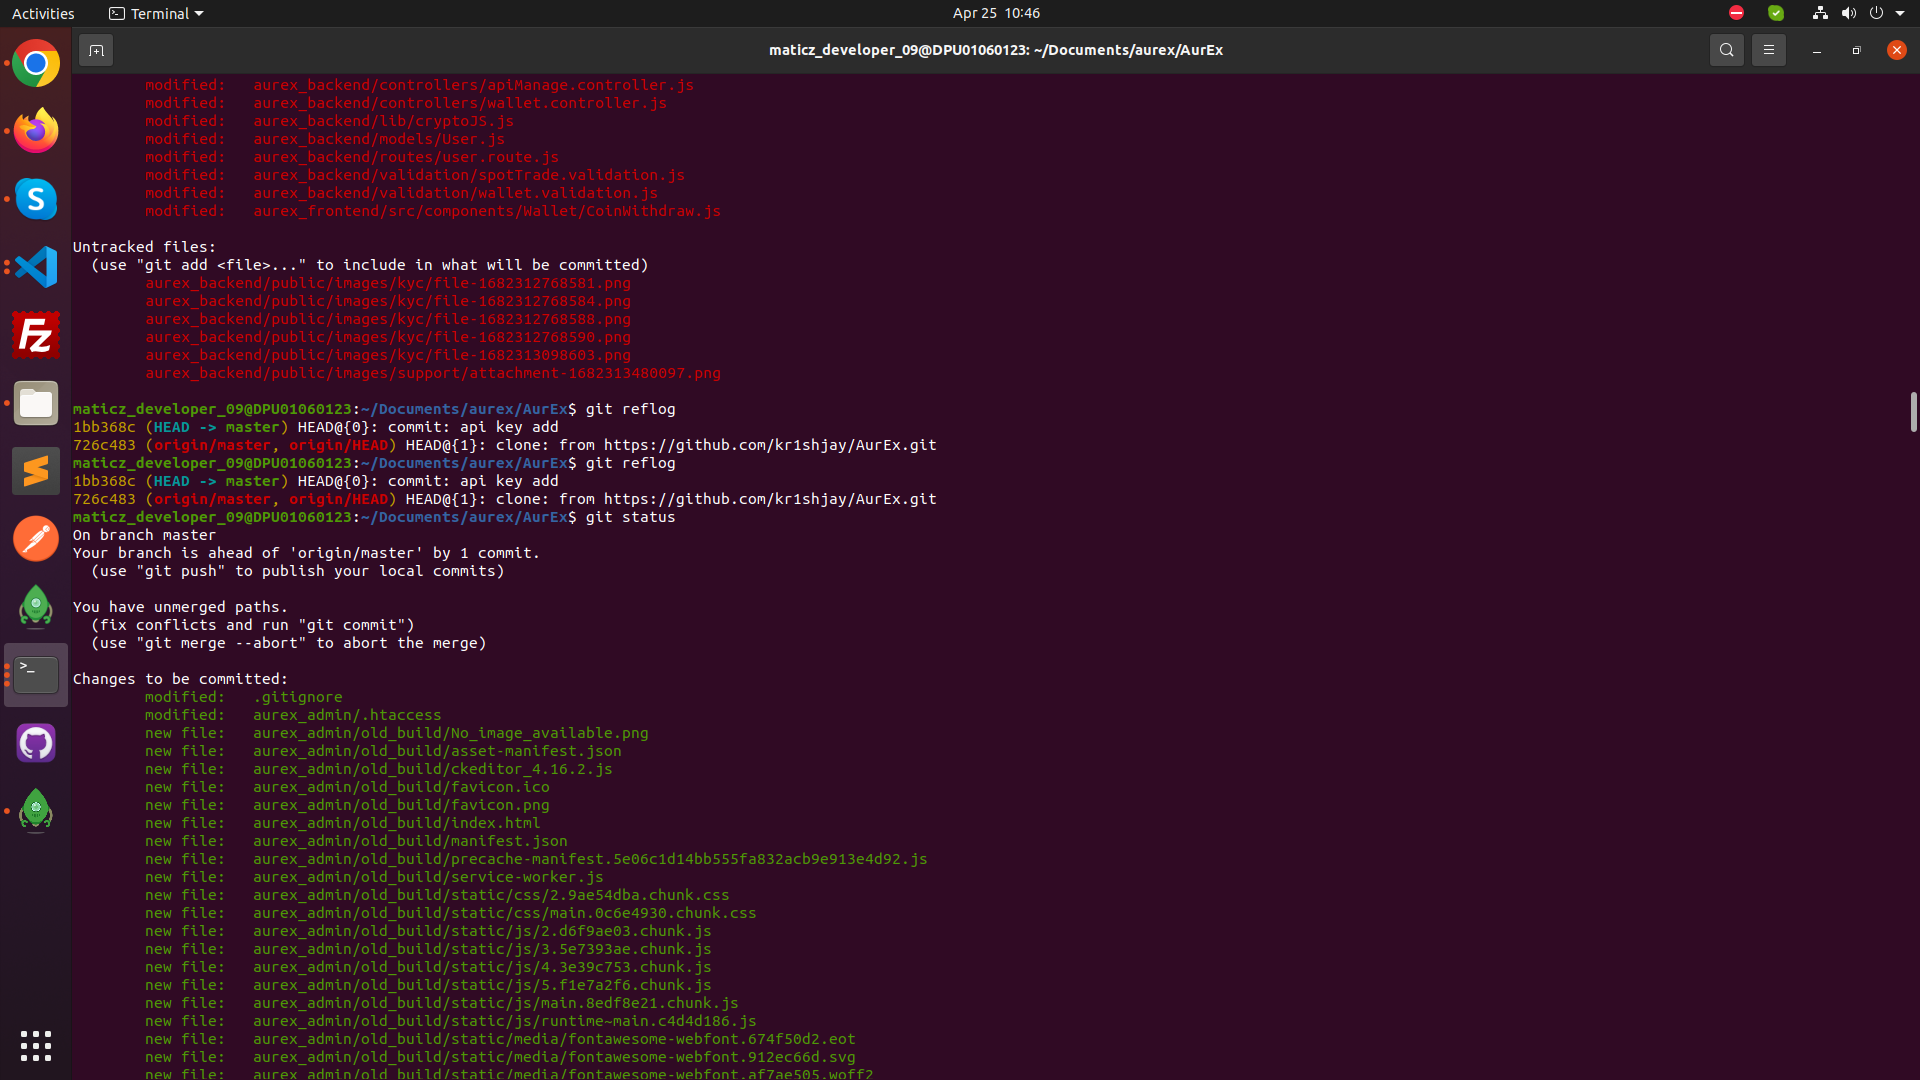 Activities
Terminal
Apr 25 10:46
maticz_developer_09@DPU01060123: ~/Documents/aurex/AurEx
modified:   aurex_backend/controllers/apiManage.controller.js
modified:   aurex_backend/controllers/wallet.controller.js
modified:   aurex_backend/lib/cryptoJS.js
modified:   aurex_backend/models/User.js
modified:   aurex_backend/routes/user.route.js
modified:   aurex_backend/validation/spotTrade.validation.js
modified:   aurex_backend/validation/wallet.validation.js
modified:   aurex_frontend/src/components/Wallet/CoinWithdraw.js
Untracked files:
(use "git add <file>..." to include in what will be committed)
aurex_backend/public/images/kyc/file-1682312768581.png
aurex_backend/public/images/kyc/file-1682312768584.png
aurex_backend/public/images/kyc/file-1682312768588.png
aurex_backend/public/images/kyc/file-1682312768590.png
aurex_backend/public/images/kyc/file-1682313098603.png
aurex_backend/public/images/support/attachment-1682313480097.png
maticz_developer_09@DPU01060123:~/Documents/aurex/AurEx$ git reflog
1bb368c (HEAD -> master) HEAD@{0}: commit: api key add
726c483 (origin/master, origin/HEAD) HEAD@{1}: clone: from https://github.com/kr1shjay/AurEx.git
maticz_developer_09@DPU01060123:~/Documents/aurex/AurEx$ git reflog
1bb368c (HEAD -> master) HEAD@{0}: commit: api key add
726c483 (origin/master, origin/HEAD) HEAD@{1}: clone: from https://github.com/kr1shjay/AurEx.git
maticz_developer_09@DPU01060123:~/Documents/aurex/AurEx$ git status
On branch master
Your branch is ahead of 'origin/master' by 1 commit.
(use "git push" to publish your local commits)
You have unmerged paths.
(fix conflicts and run "git commit")
(use "git merge --abort" to abort the merge)
Changes to be committed:
modified:   .gitignore
modified:   aurex_admin/.htaccess
new file:   aurex_admin/old_build/No_image_available.png
new file:   aurex_admin/old_build/asset-manifest.json
new file:   aurex_admin/old_build/ckeditor_4.16.2.js
new file:   aurex_admin/old_build/favicon.ico
new file:   aurex_admin/old_build/favicon.png
new file:   aurex_admin/old_build/index.html
new file:   aurex_admin/old_build/manifest.json
new file:   aurex_admin/old_build/precache-manifest.5e06c1d14bb555fa832acb9e913e4d92.js
new file:   aurex_admin/old_build/service-worker.js
new file:   aurex_admin/old_build/static/css/2.9ae54dba.chunk.css
new file:   aurex_admin/old_build/static/css/main.0c6e4930.chunk.css
new file:   aurex_admin/old_build/static/js/2.d6f9ae03.chunk.js
new file:   aurex_admin/old_build/static/js/3.5e7393ae.chunk.js
new file:   aurex_admin/old_build/static/js/4.3e39c753.chunk.js
new file:   aurex_admin/old_build/static/js/5.f1e7a2f6.chunk.js
new file:   aurex_admin/old_build/static/js/main.8edf8e21.chunk.js
new file:   aurex_admin/old_build/static/js/runtime~main.c4d4d186.js
new file:   aurex_admin/old_build/static/media/fontawesome-webfont.674f50d2.eot
new file:   aurex_admin/old_build/static/media/fontawesome-webfont.912ec66d.svg
new file:   aurex_admin/old_build/static/media/fontawesome-webfont.af7ae505.woff2